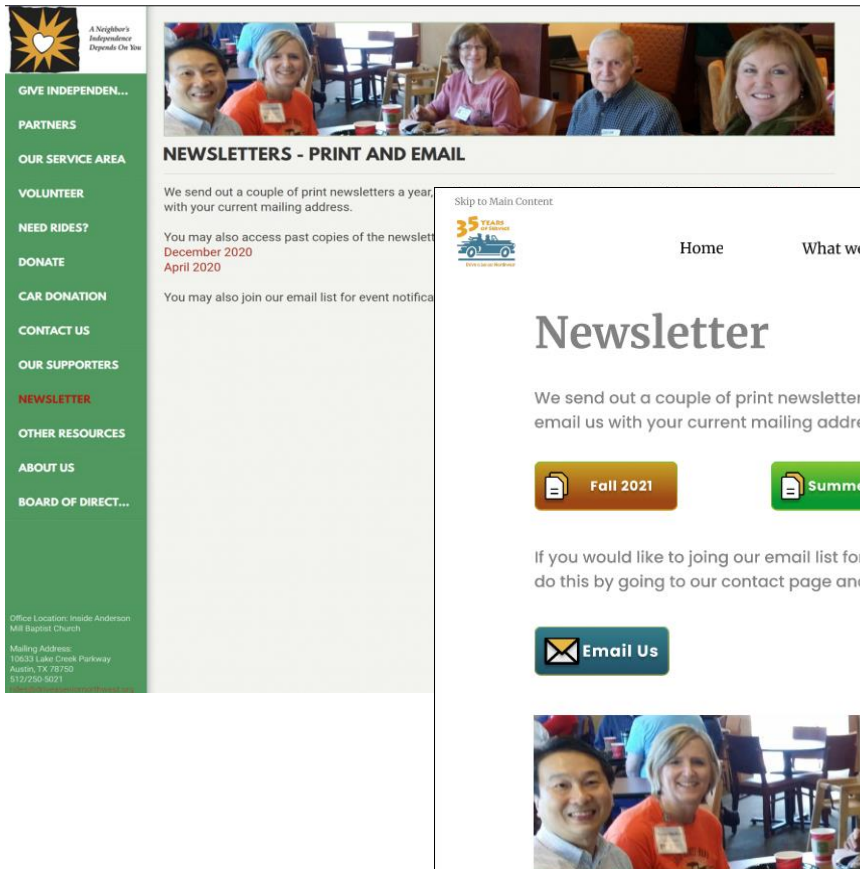 A Neighbor's
Independence
Depends On You
GIVE INDEPENDEN...
PARTNERS
OUR SERVICE AREA
VOLUNTEER
NEED RIDES?
DONATE
CAR DONATION
CONTACT US
OUR SUPPORTERS
NEWSLETTER
OTHER RESOURCES
ABOUT US
BOARD OF DIRECT...
Office Location: Inside Anderson
Mill Baptist Church
Mailing Address:
10633 Lake Creek Parkway
Austin, TX 78750
512/250-5021
NEWSLETTERS - PRINT AND EMAIL
We send out a couple of print newsletters a year,
with your current mailing address.
You may also access past copies of the newslett
December 2020
April 2020
You may also join our email list for event notifica
Skip to Main Content
35 YEARS
OF SERVICE
Home
What we
Newsletter
We send out a couple of print newsletter
email us with your current mailing addre
Fall 2021
Summe
If you would like to joing our email list for
do this by going to our contact page and
Email Us